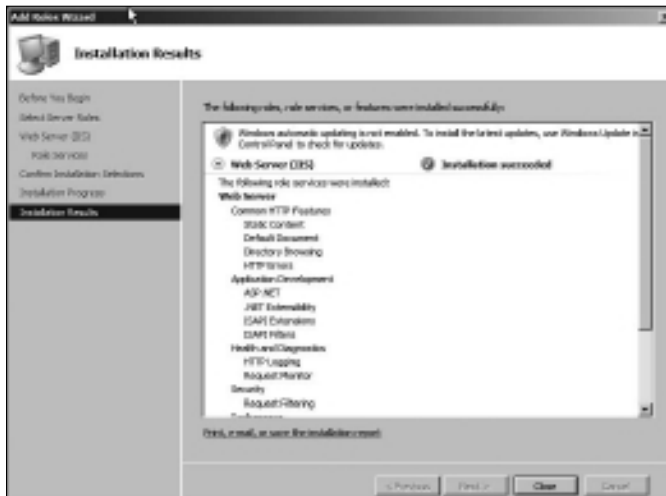 Add Roles Wizard
Installation Results
Before You Begin
Select Server Roles
Web Server (IIS)
Role Services
Confirm Installation Selections
Installation Progress
Installation Results
The following roles, role services, or features were installed successfully:
Windows automatic updating is not enabled. To install the latest updates, use Windows Update in
Control Panel to check for updates.
Web Server (IIS) Installation succeeded
The following role services were installed:
Web Server
Common HTTP Features
Static Content
Default Document
Directory Browsing
HTTP Errors
Application Development
ASP.NET
.NET Extensibility
ISAPI Extensions
ISAPI Filters
Health and Diagnostics
HTTP Logging
Request Monitor
Security
Request Filtering
Print, e-mail, or save the installation report
< Previous
Next >
Close
Cancel